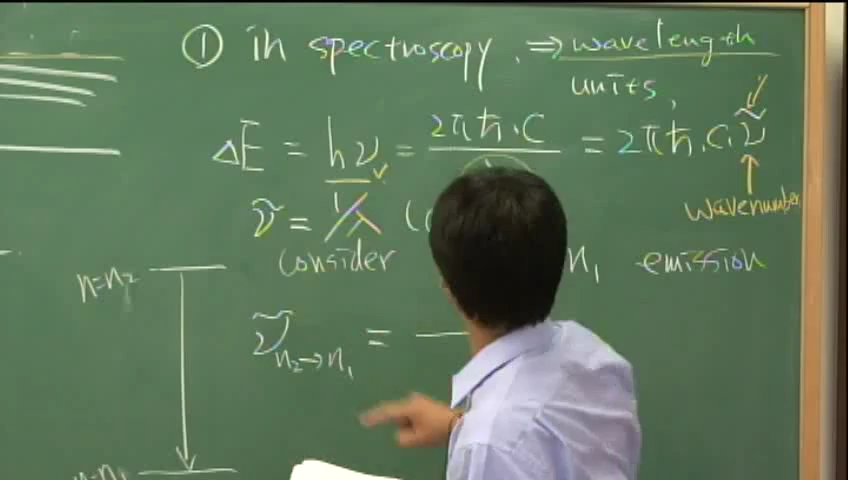 ① in spectroscopy, ⇒ wavelength
units,
ΔE = hν = 2πħ·c = 2πħ·c·ν̃
wavenumber
ν̃ = 1/λ
consider n₁ emission
n=n₂
ν̃ n₂→n₁ =